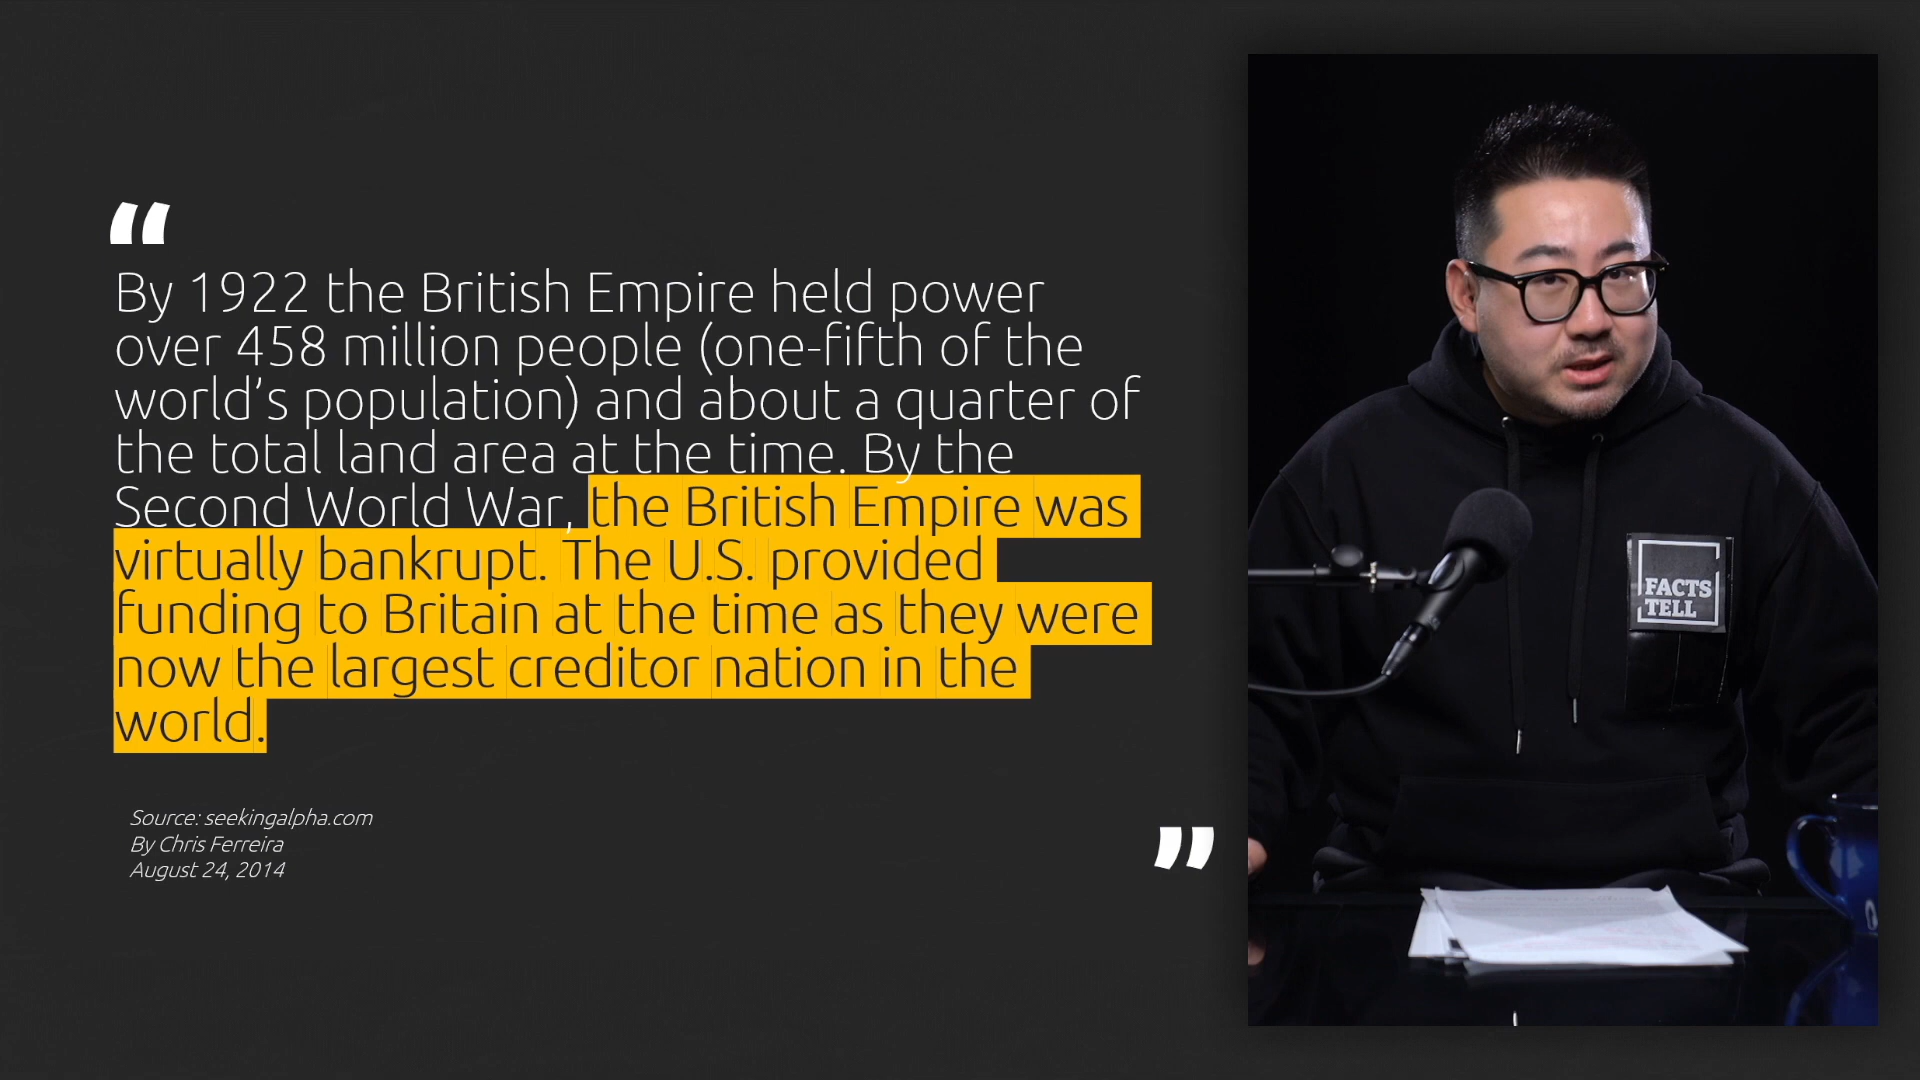 “
By 1922 the British Empire held power
over 458 million people (one-fifth of the
world’s population) and about a quarter of
the total land area at the time. By the
Second World War, the British Empire was
virtually bankrupt. The U.S. provided
funding to Britain at the time as they were
now the largest creditor nation in the
world.
”
Source: seekingalpha.com
By Chris Ferreira
August 24, 2014
FACTS
TELL